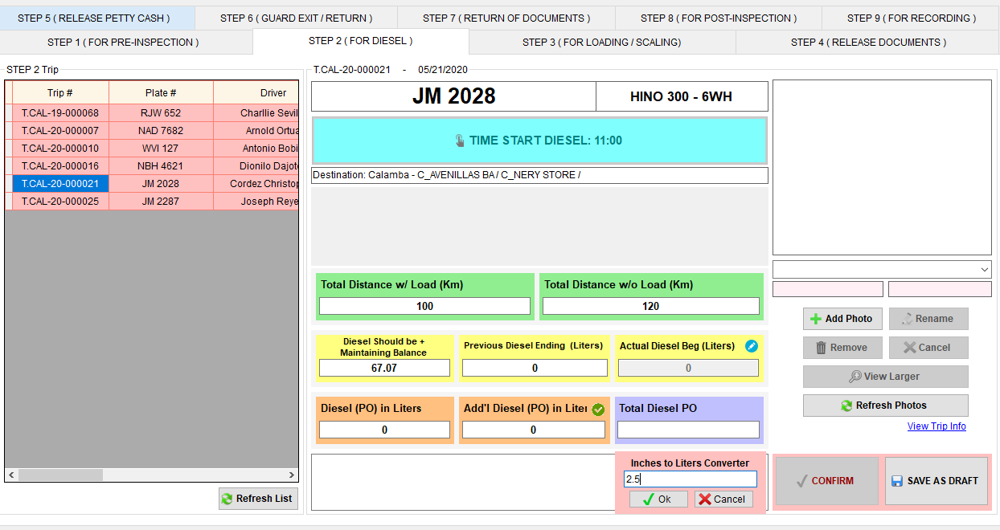 STEP 5 ( RELEASE PETTY CASH )
STEP 6 ( GUARD EXIT / RETURN )
STEP 7 ( RETURN OF DOCUMENTS )
STEP 8 ( FOR POST-INSPECTION )
STEP 9 ( FOR RECORDING )
STEP 1 ( FOR PRE-INSPECTION )
STEP 2 ( FOR DIESEL )
STEP 3 ( FOR LOADING / SCALING)
STEP 4 ( RELEASE DOCUMENTS )
STEP 2 Trip
Trip # Plate # Driver
T.CAL-19-000068 RJW 652 Charllie Sevil
T.CAL-20-000007 NAD 7682 Arnold Ortua
T.CAL-20-000010 WVI 127 Antonio Bobi
T.CAL-20-000016 NBH 4621 Dionilo Dajot
T.CAL-20-000021 JM 2028 Cordez Christop
T.CAL-20-000025 JM 2287 Joseph Reye
Refresh List
T.CAL-20-000021 - 05/21/2020
JM 2028
HINO 300 - 6WH
TIME START DIESEL: 11:00
Destination: Calamba - C_AVENILLAS BA / C_NERY STORE /
Total Distance w/ Load (Km)
100
Total Distance w/o Load (Km)
120
Diesel Should be +
Maintaining Balance
67.07
Previous Diesel Ending (Liters)
0
Actual Diesel Beg (Liters)
0
Diesel (PO) in Liters
0
Add'l Diesel (PO) in Liter
0
Total Diesel PO
Inches to Liters Converter
2.5
Ok
Cancel
Add Photo
Rename
Remove
Cancel
View Larger
Refresh Photos
View Trip Info
CONFIRM
SAVE AS DRAFT